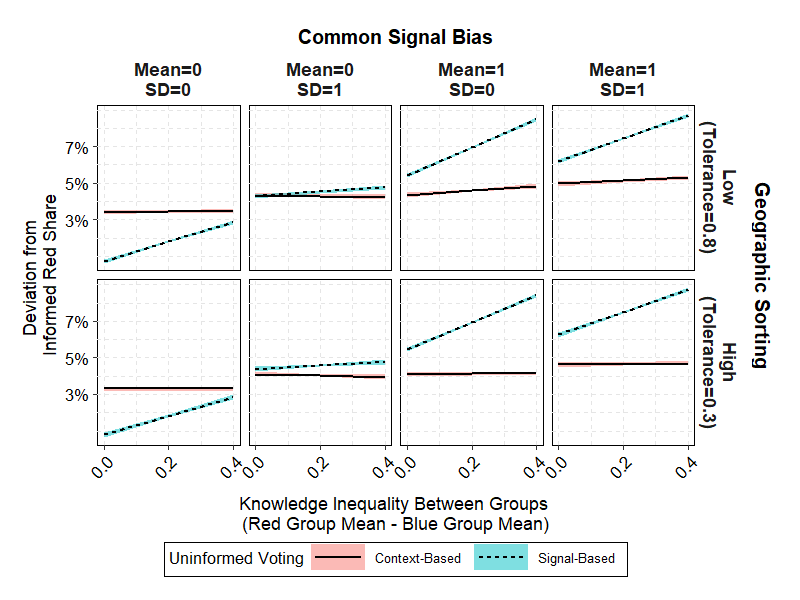 Common Signal Bias
Mean=0
SD=0
Mean=0
SD=1
Mean=1
SD=0
Mean=1
SD=1
Deviation from
Informed Red Share
7%
5%
3%
7%
5%
3%
Low
(Tolerance=0.8)
High
(Tolerance=0.3)
Geographic Sorting
0.0
0.2
0.4
0.0
0.2
0.4
0.0
0.2
0.4
0.0
0.2
0.4
Knowledge Inequality Between Groups
(Red Group Mean - Blue Group Mean)
Uninformed Voting
Context-Based
Signal-Based